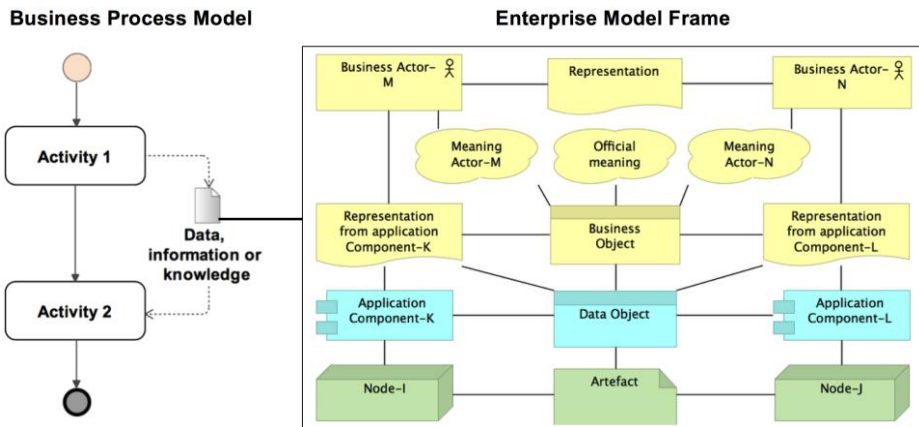 Business Process Model
Enterprise Model Frame
Activity 1
Data,
information or
knowledge
Activity 2
Business Actor-
M
Representation
Business Actor-
N
Meaning
Actor-M
Official
meaning
Meaning
Actor-N
Representation
from application
Component-K
Business
Object
Representation
from application
Component-L
Application
Component-K
Data Object
Application
Component-L
Node-I
Artefact
Node-J